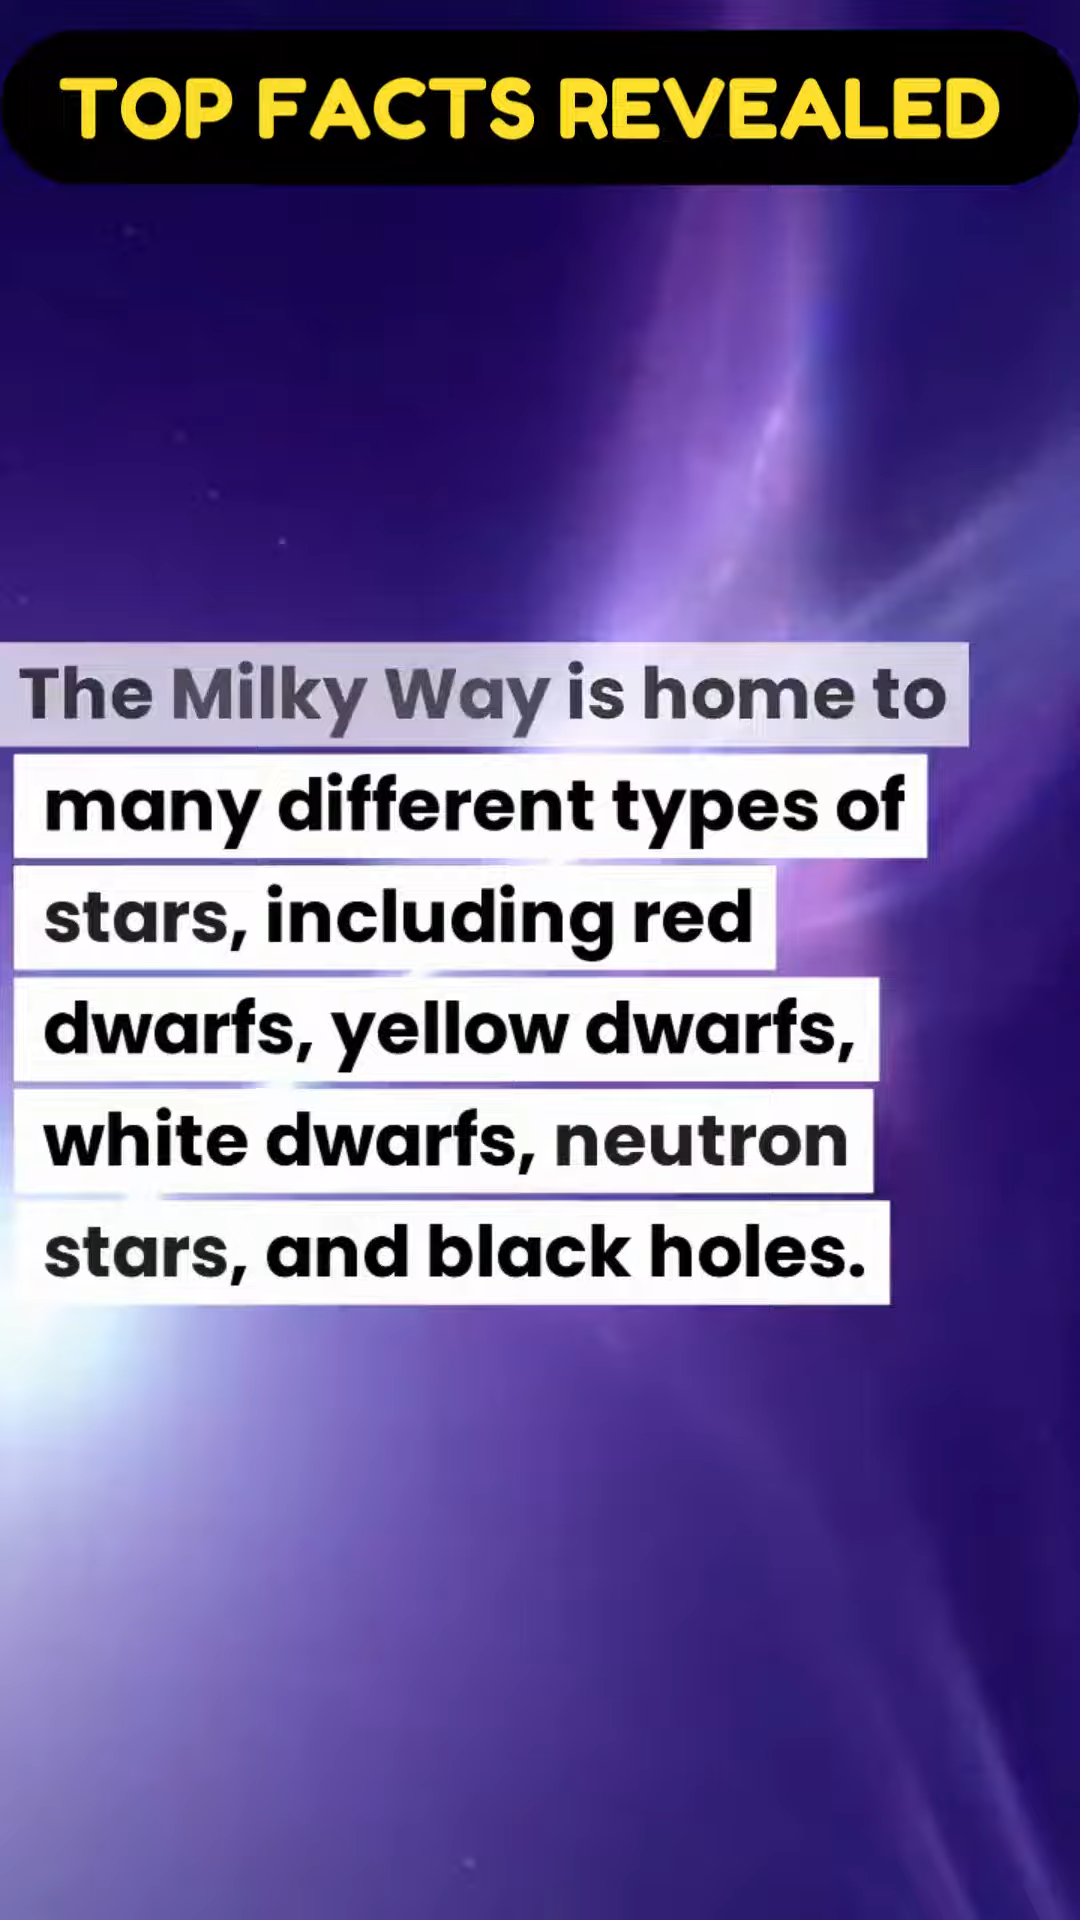 TOP FACTS REVEALED
The Milky Way is home to
many different types of
stars, including red
dwarfs, yellow dwarfs,
white dwarfs, neutron
stars, and black holes.